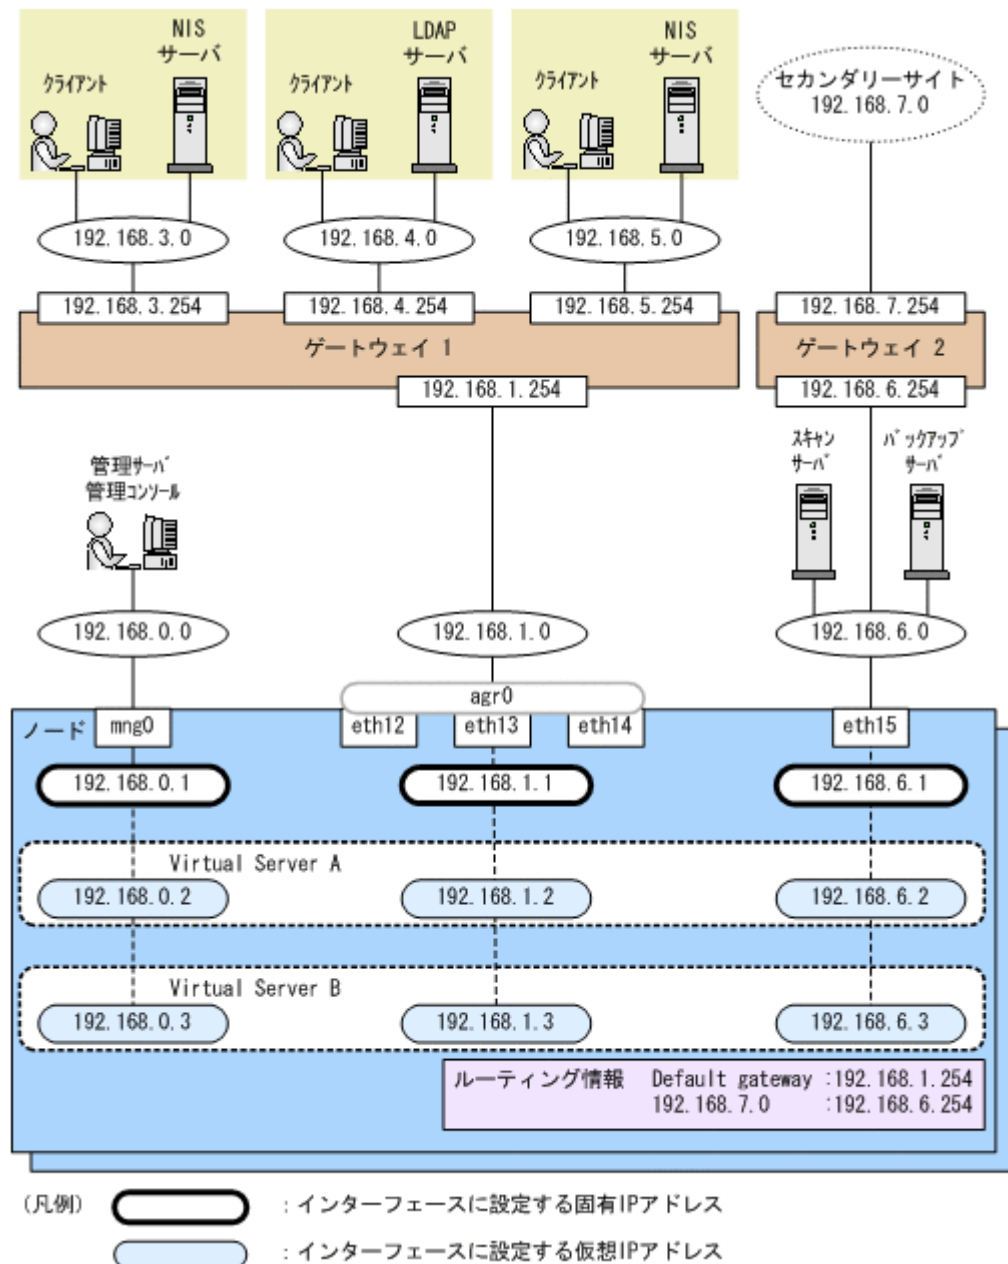 NIS
サーバ
クライアント
LDAP
サーバ
クライアント
NIS
サーバ
クライアント
セカンダリーサイト
192.168.7.0
192.168.3.0
192.168.4.0
192.168.5.0
192.168.3.254
192.168.4.254
192.168.5.254
192.168.7.254
ゲートウェイ 1
ゲートウェイ 2
192.168.1.254
192.168.6.254
管理サーバ
管理コンソール
スキャン
サーバ
バックアップ
サーバ
192.168.0.0
192.168.1.0
192.168.6.0
agr0
ノード
mng0
eth12
eth13
eth14
eth15
192.168.0.1
192.168.1.1
192.168.6.1
Virtual Server A
192.168.0.2
192.168.1.2
192.168.6.2
Virtual Server B
192.168.0.3
192.168.1.3
192.168.6.3
ルーティング情報 Default gateway :192.168.1.254
192.168.7.0 :192.168.6.254
(凡例)
:インターフェースに設定する固有IPアドレス
:インターフェースに設定する仮想IPアドレス